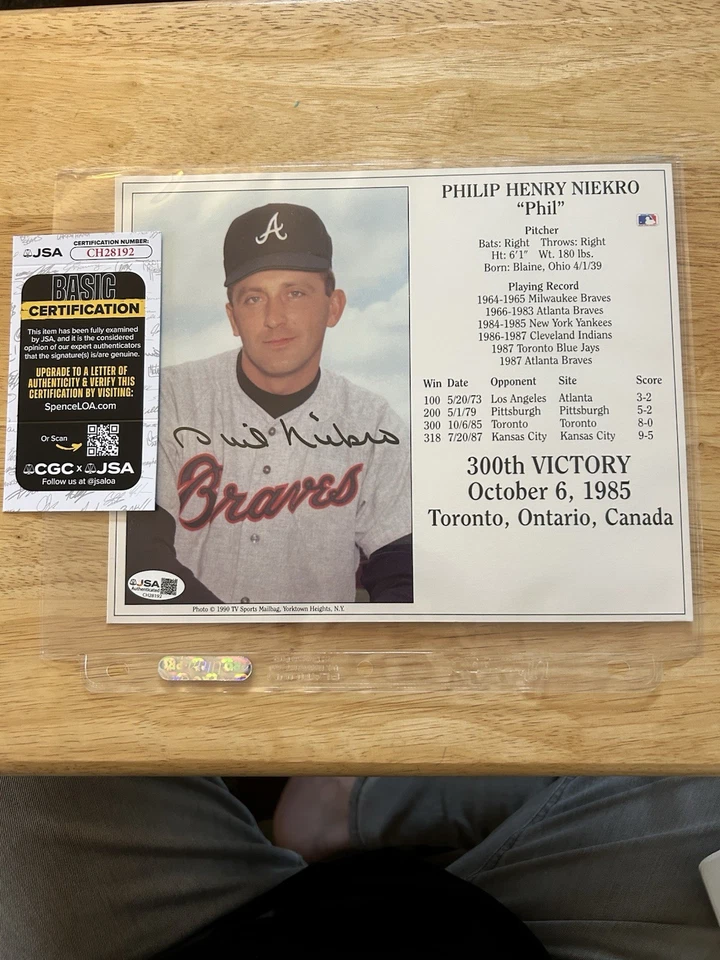 JSA
CERTIFICATION NUMBER:
CH28192
BASIC
CERTIFICATION
This item has been fully examined
by JSA, and it is the considered
opinion of our expert authenticators
that the signature(s) is/are genuine.
UPGRADE TO A LETTER OF
AUTHENTICITY & VERIFY THIS
CERTIFICATION BY VISITING:
SpenceLOA.com
Or Scan
CGC x JSA
Follow us at @jsaloa
A
Phil Niekro
Braves
JSA
Authenticated
CH28192
Photo © 1990 TV Sports Mailbag, Yorktown Heights, N.Y.
PHILIP HENRY NIEKRO
“Phil”
Pitcher
Bats: Right Throws: Right
Ht: 6'1" Wt. 180 lbs.
Born: Blaine, Ohio 4/1/39
Playing Record
1964-1965 Milwaukee Braves
1966-1983 Atlanta Braves
1984-1985 New York Yankees
1986-1987 Cleveland Indians
1987 Toronto Blue Jays
1987 Atlanta Braves
Win Date Opponent Site Score
100 5/20/73 Los Angeles Atlanta 3-2
200 5/1/79 Pittsburgh Pittsburgh 5-2
300 10/6/85 Toronto Toronto 8-0
318 7/20/87 Kansas City Kansas City 9-5
300th VICTORY
October 6, 1985
Toronto, Ontario, Canada